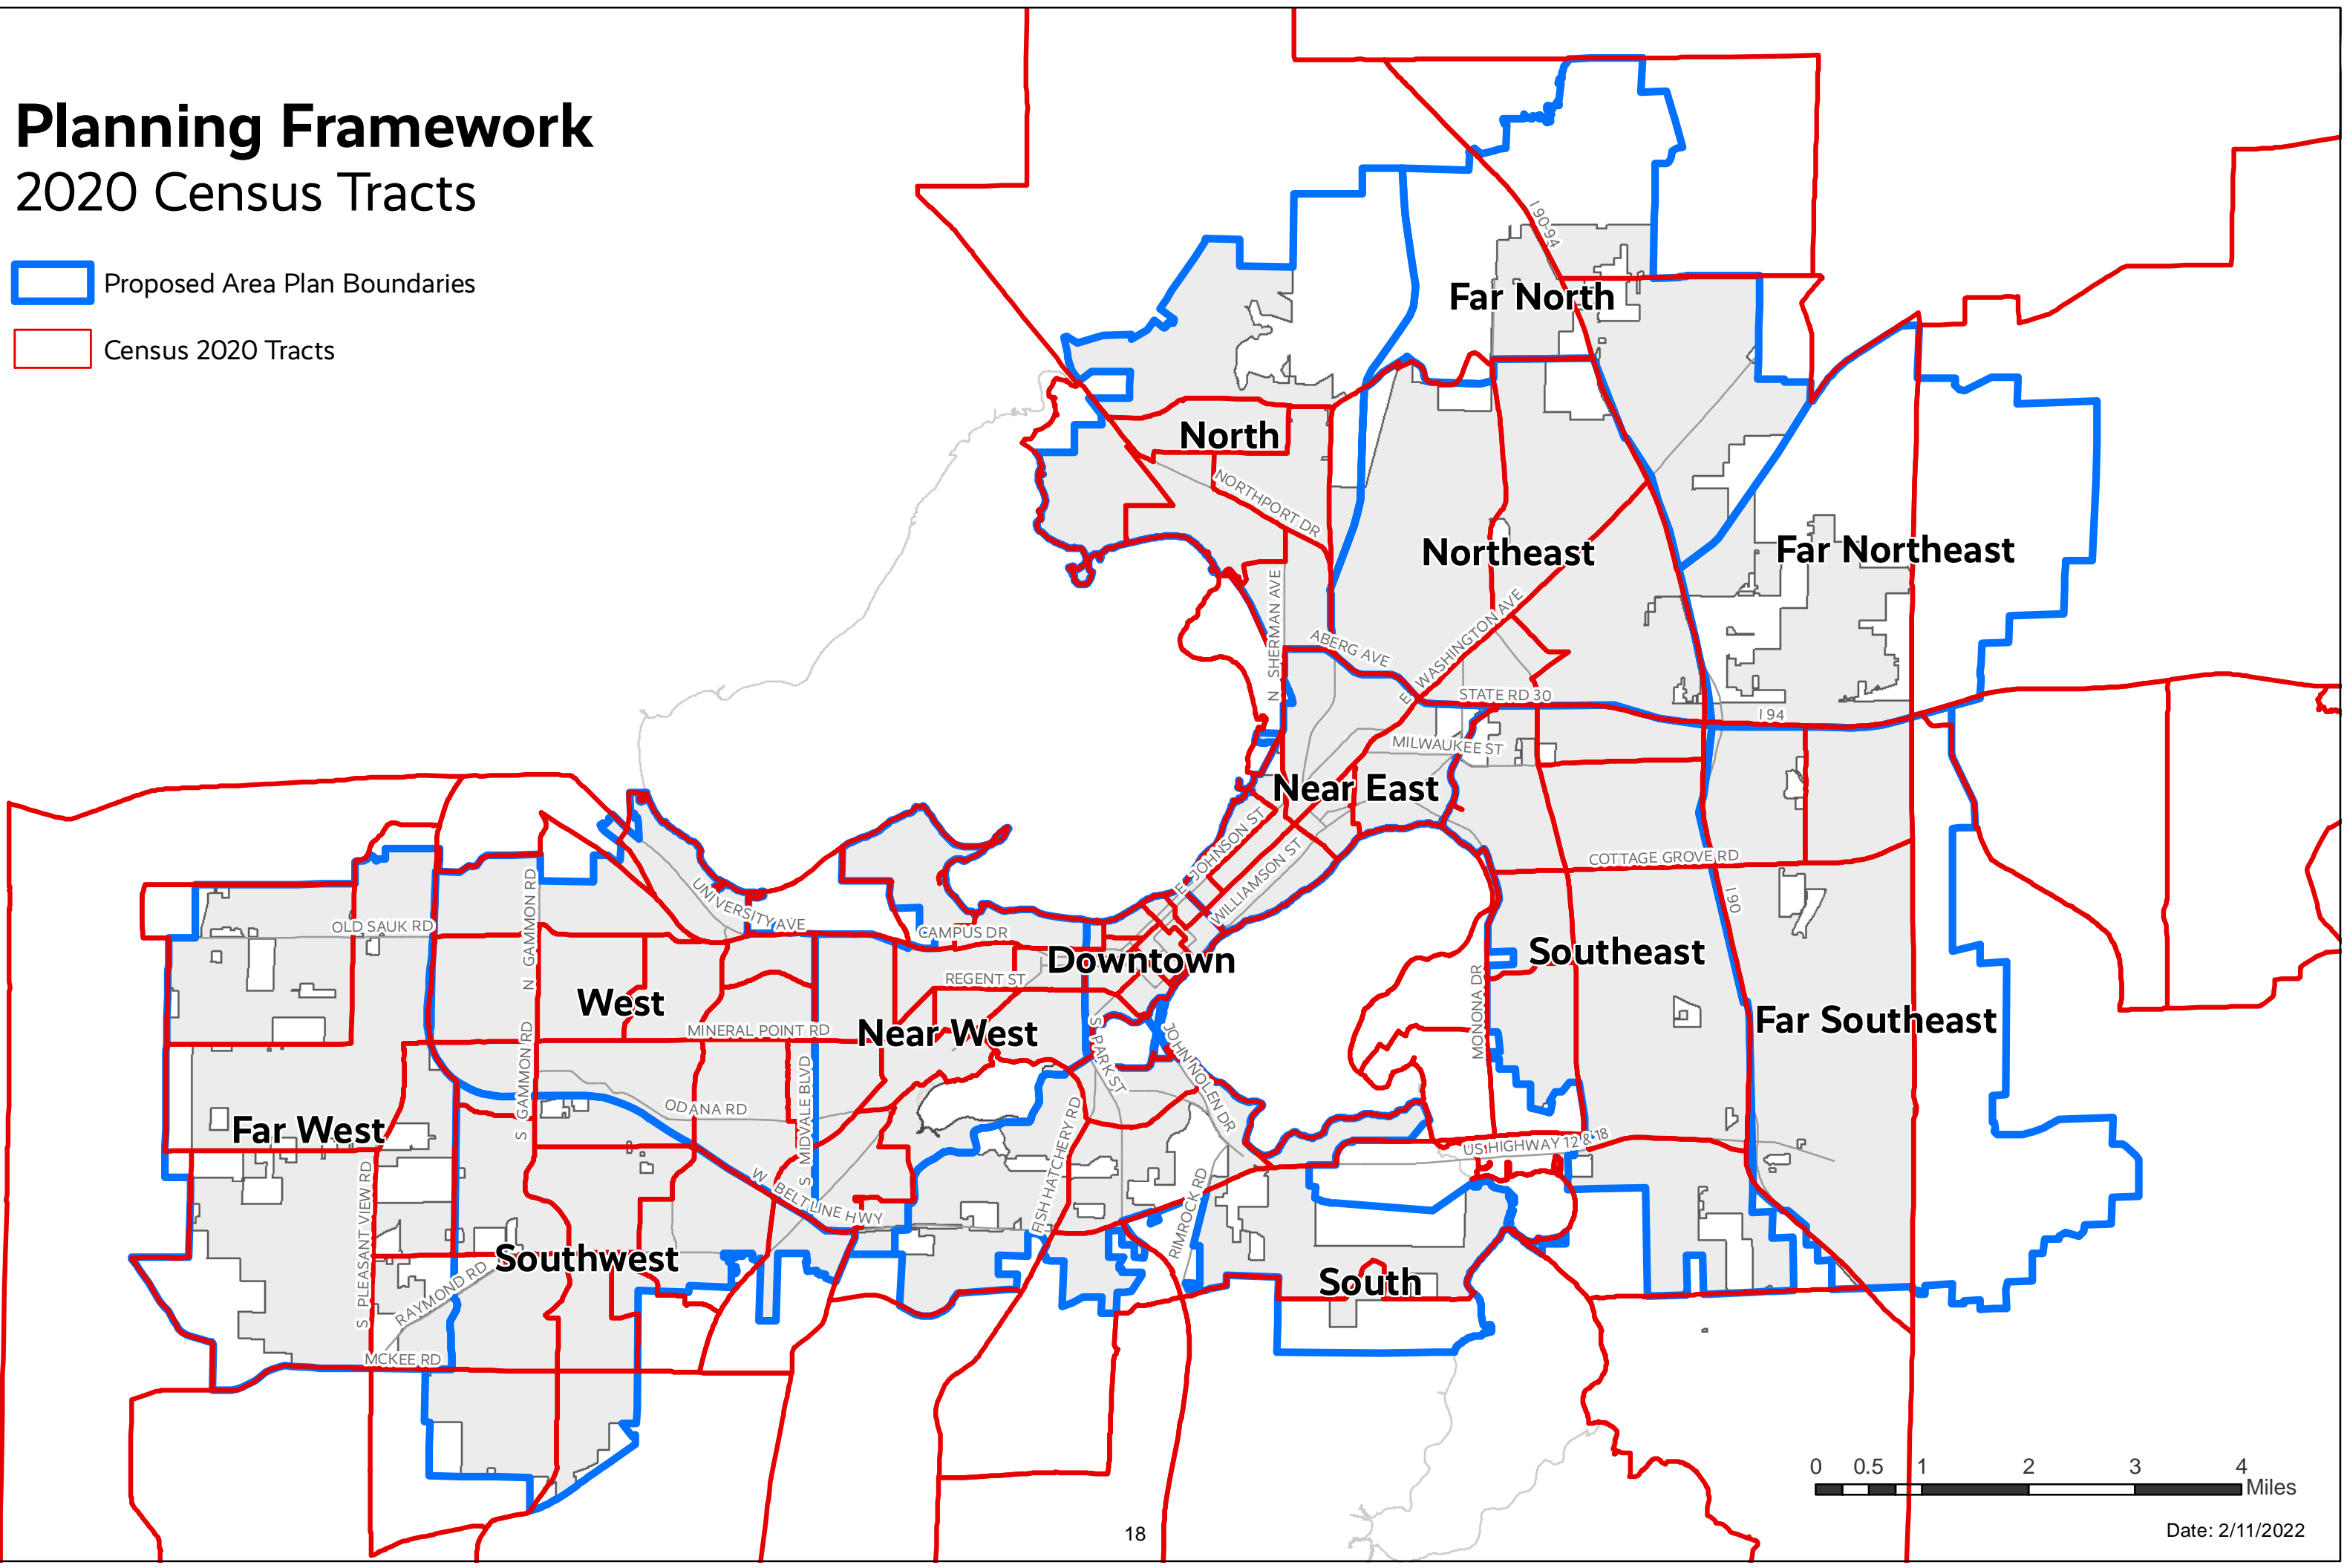 Planning Framework
2020 Census Tracts
Proposed Area Plan Boundaries
Census 2020 Tracts
I 90-94
Far North
North
NORTHPORT DR
Northeast
Far Northeast
N SHERMAN AVE
ABERG AVE
E WASHINGTON AVE
STATE RD 30
I 94
MILWAUKEE ST
Near East
E JOHNSON ST
WILLIAMSON ST
COTTAGE GROVE RD
I 90
UNIVERSITY AVE
OLD SAUK RD
N GAMMON RD
CAMPUS DR
Downtown
Southeast
REGENT ST
West
MINERAL POINT RD
Near West
S PARK ST
JOHN NOLEN DR
MONONA DR
Far Southeast
S GAMMON RD
S MIDVALE BLVD
ODANA RD
Far West
FISH HATCHERY RD
US HIGHWAY 12 & 18
W BELTLINE HWY
RIMROCK RD
S PLEASANT VIEW RD
Southwest
RAYMOND RD
South
MCKEE RD
0 0.5 1 2 3 4
Miles
18
Date: 2/11/2022